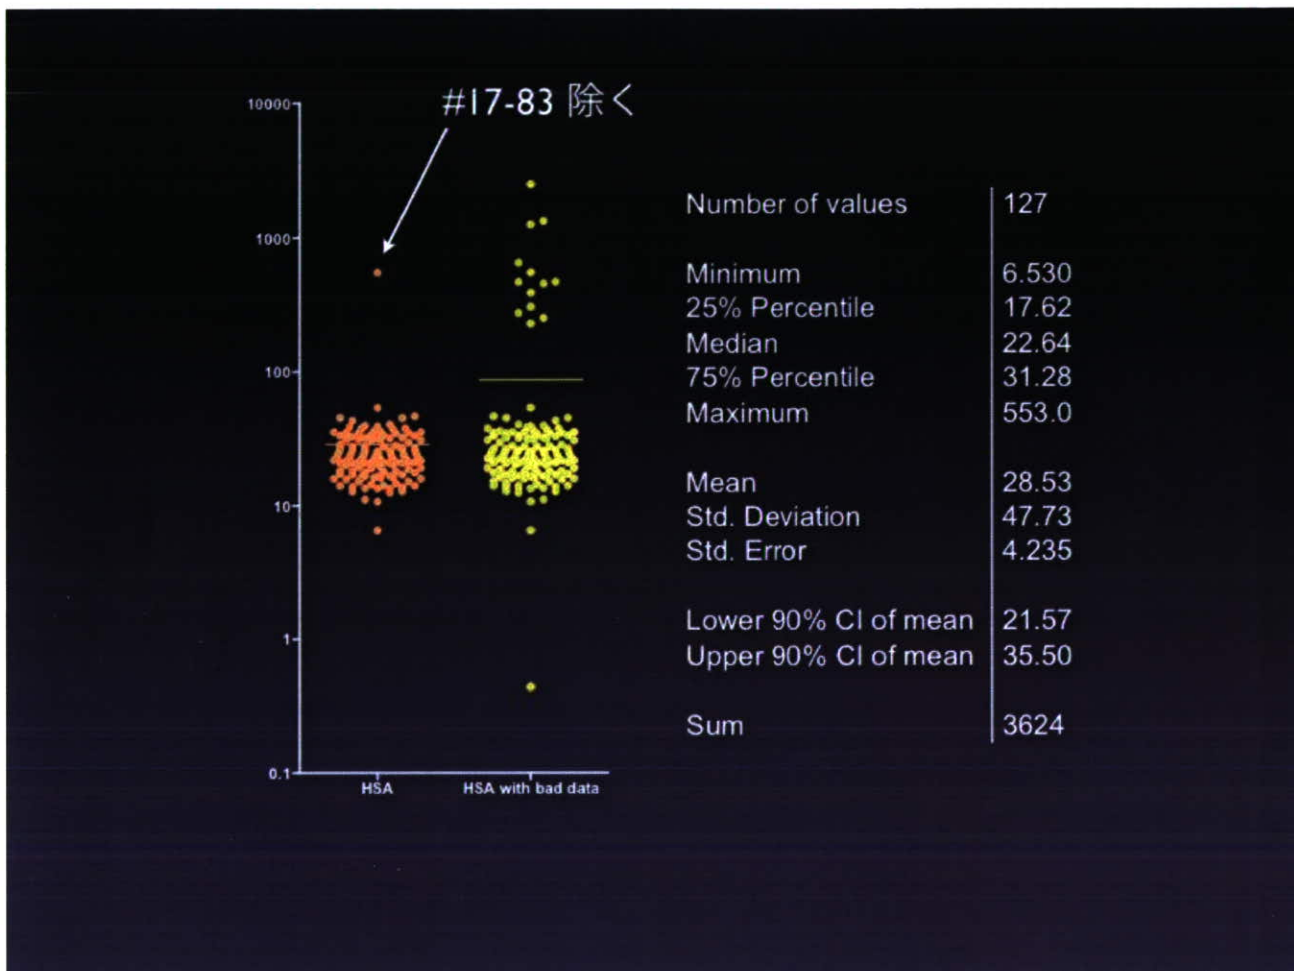 #17-83 除く
10000
1000
100
10
1
0.1
HSA
HSA with bad data
Number of values 127
Minimum 6.530
25% Percentile 17.62
Median 22.64
75% Percentile 31.28
Maximum 553.0
Mean 28.53
Std. Deviation 47.73
Std. Error 4.235
Lower 90% CI of mean 21.57
Upper 90% CI of mean 35.50
Sum 3624